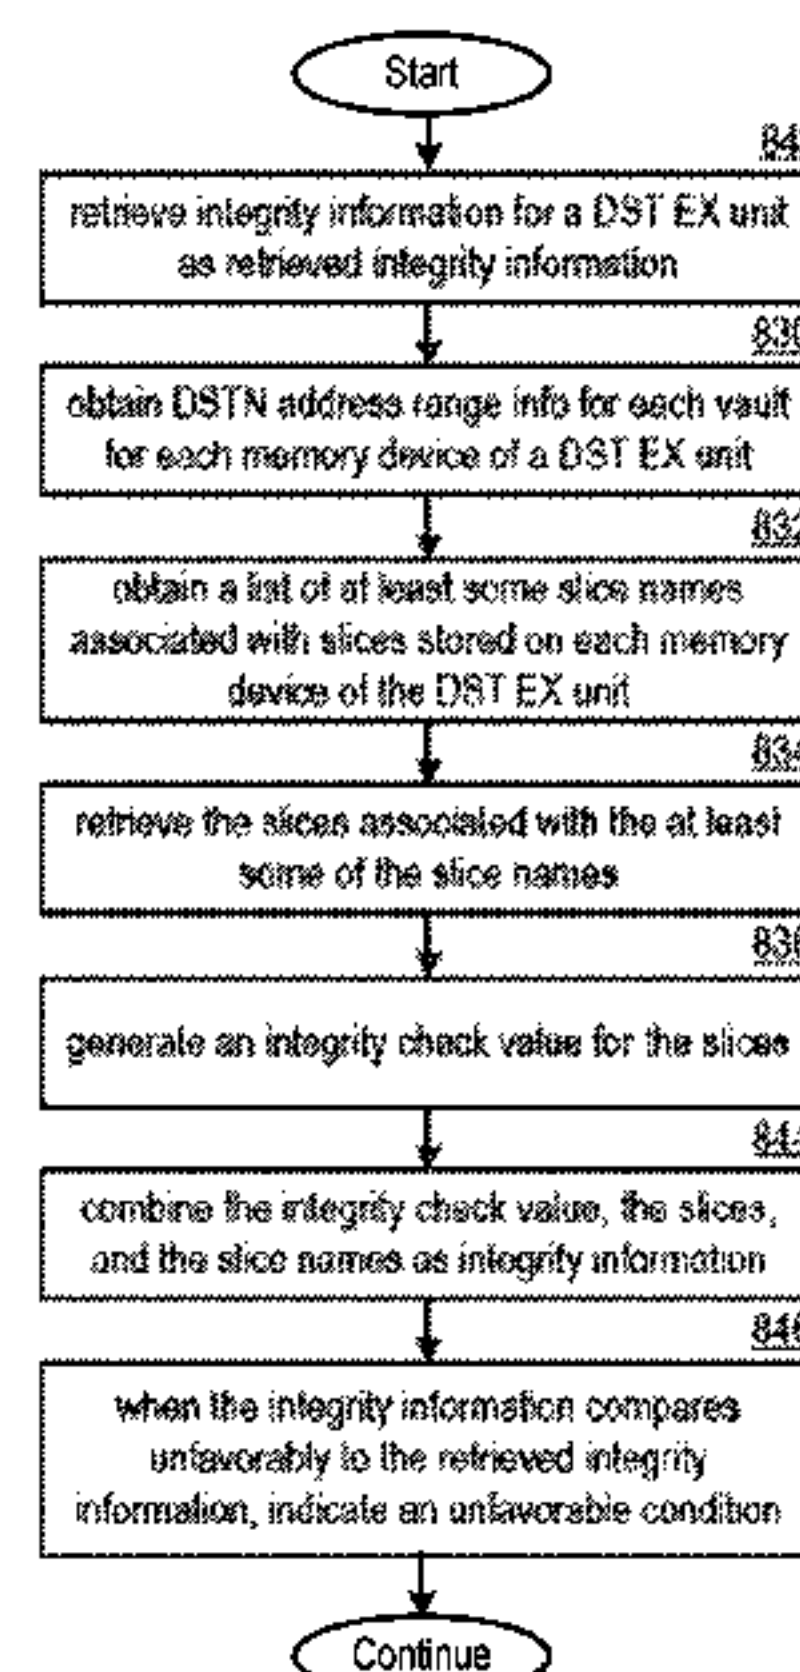 Start
retrieve integrity information for a DST EX unit
as retrieved integrity information
830
obtain DSTN address range info for each vault
for each memory device of a DST EX unit
832
obtain a list of at least some slice names
associated with slices stored on each memory
device of the DST EX unit
834
retrieve the slices associated with the at least
some of the slice names
836
generate an integrity check value for the slices
combine the integrity check value, the slices,
and the slice names as integrity information
846
when the integrity information compares
unfavorably to the retrieved integrity
information, indicate an unfavorable condition
Continue